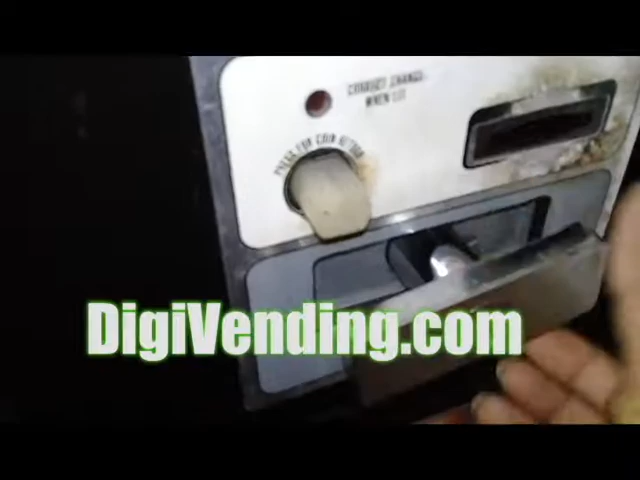 CORRECT CHANGE
WHEN LIT
PRESS FOR COIN RETURN
DigiVending.com